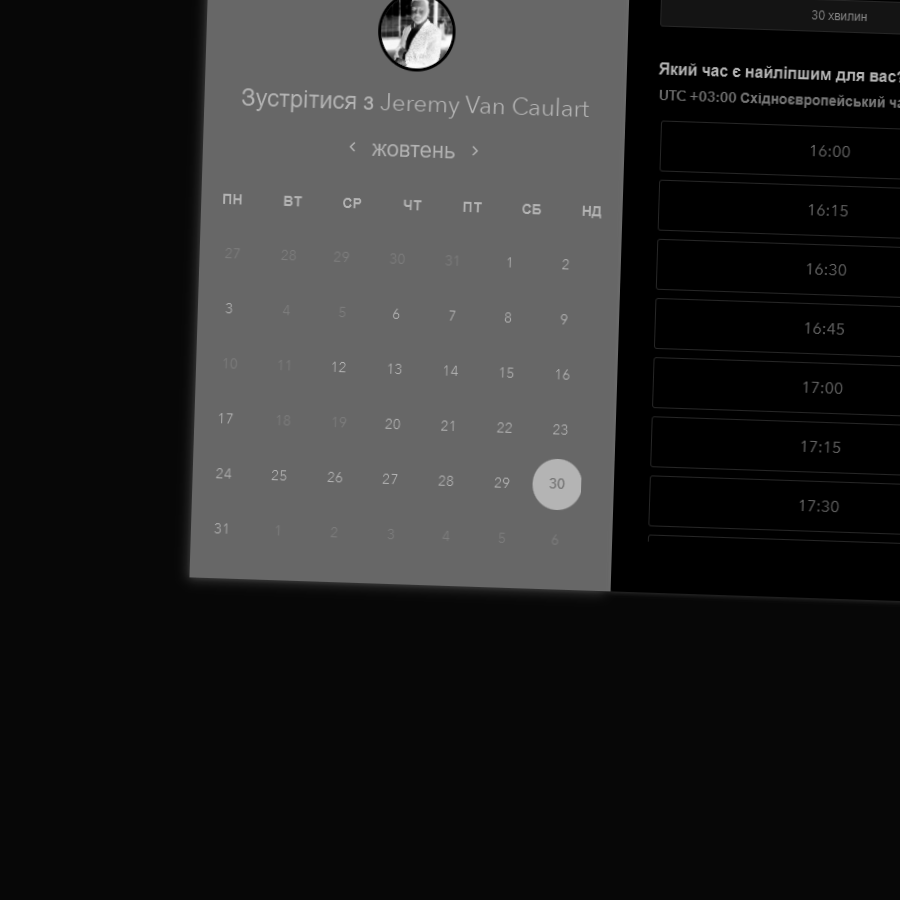 Зустрітися з Jeremy Van Caulart
‹ жовтень ›
ПН ВТ СР ЧТ ПТ СБ НД
27 28 29 30 31 1 2
3 4 5 6 7 8 9
10 11 12 13 14 15 16
17 18 19 20 21 22 23
24 25 26 27 28 29 30
31 1 2 3 4 5 6
30 хвилин
Який час є найліпшим для вас?
UTC +03:00 Східноєвропейський ча
16:00
16:15
16:30
16:45
17:00
17:15
17:30